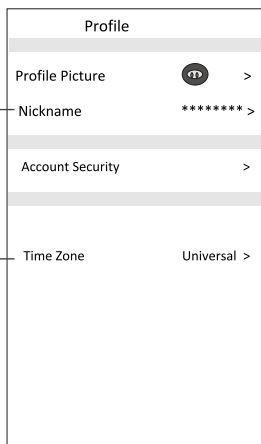 Profile
Profile Picture >
Nickname ******** >
Account Security >
Time Zone Universal >